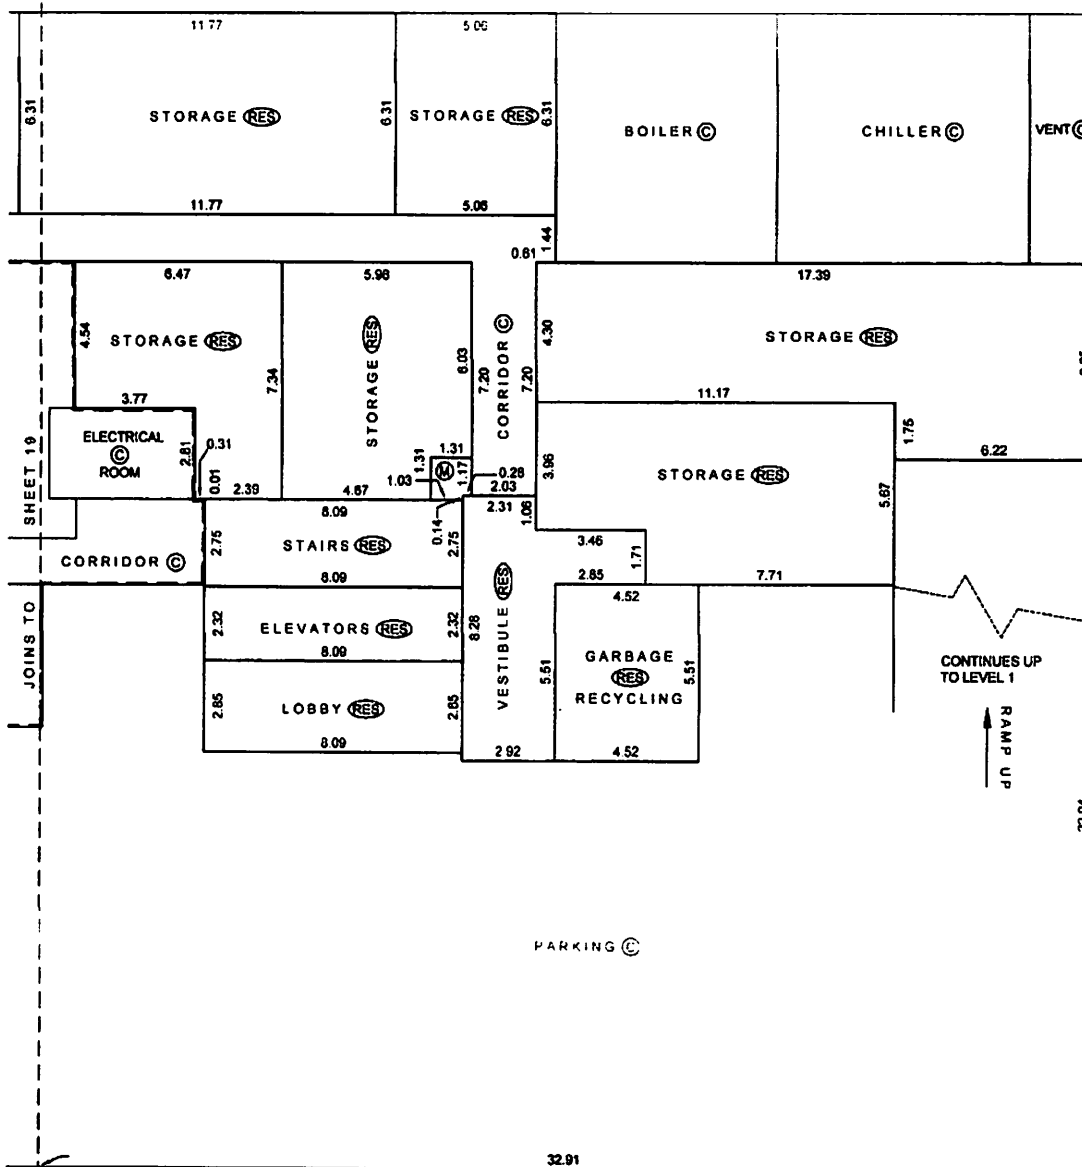 11.77
5.06
6.31
STORAGE RES
6.31
STORAGE RES
6.31
BOILER C
CHILLER C
VENT C
11.77
5.06
1.44
0.61
6.47
5.98
17.39
4.54
STORAGE RES
7.34
STORAGE RES
6.03
7.20
CORRIDOR C
7.20
4.30
STORAGE RES
3.77
11.17
ELECTRICAL
C
ROOM
2.81
0.31
0.01
2.39
4.67
1.31
1.31
M
1.17
1.03
0.28
2.03
0.14
3.96
STORAGE RES
1.75
6.22
5.67
SHEET 19
8.09
2.31
1.06
2.75
STAIRS RES
2.75
3.46
1.71
CORRIDOR C
8.09
2.85
4.52
7.71
2.32
ELEVATORS RES
2.32
8.28
VESTIBULE RES
8.09
JOINS TO
5.51
GARBAGE
RES
RECYCLING
5.51
CONTINUES UP
TO LEVEL 1
2.85
LOBBY RES
2.85
RAMP UP
8.09
2.92
4.52
PARKING C
32.91